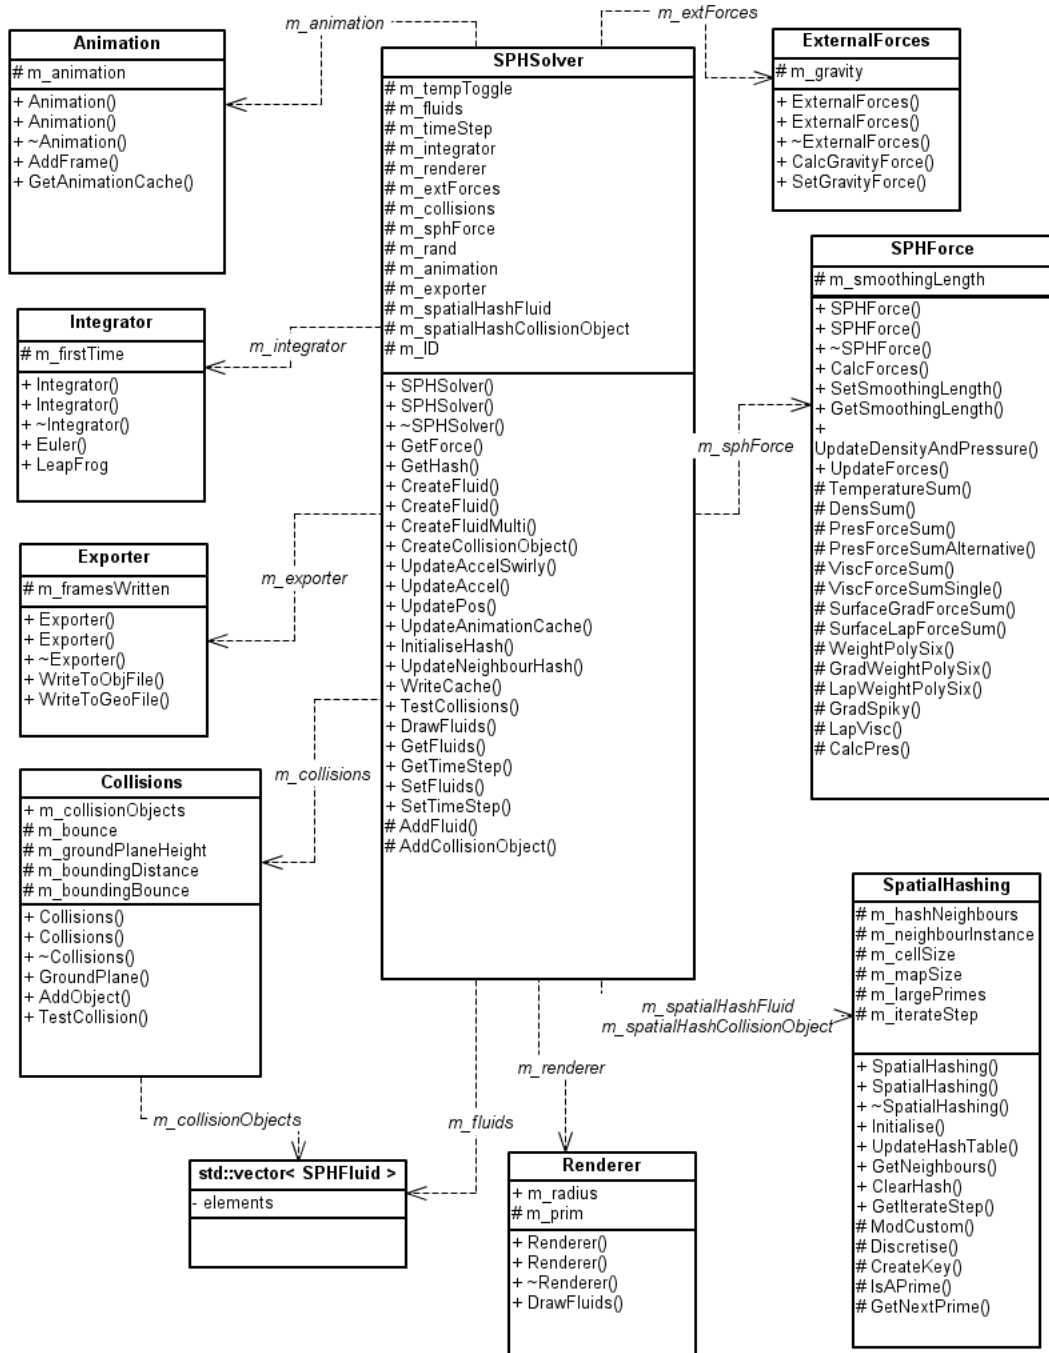 m_animation
m_extForces
Animation
# m_animation
+ Animation()
+ Animation()
+ ~Animation()
+ AddFrame()
+ GetAnimationCache()
SPHSolver
# m_tempToggle
# m_fluids
# m_timeStep
# m_integrator
# m_renderer
# m_extForces
# m_collisions
# m_sphForce
# m_rand
# m_animation
# m_exporter
# m_spatialHashFluid
# m_spatialHashCollisionObject
# m_ID
+ SPHSolver()
+ SPHSolver()
+ ~SPHSolver()
+ GetForce()
+ GetHash()
+ CreateFluid()
+ CreateFluid()
+ CreateFluidMulti()
+ CreateCollisionObject()
+ UpdateAccelSwirly()
+ UpdateAccel()
+ UpdatePos()
+ UpdateAnimationCache()
+ InitialiseHash()
+ UpdateNeighbourHash()
+ WriteCache()
+ TestCollisions()
+ DrawFluids()
+ GetFluids()
+ GetTimeStep()
+ SetFluids()
+ SetTimeStep()
# AddFluid()
# AddCollisionObject()
ExternalForces
# m_gravity
+ ExternalForces()
+ ExternalForces()
+ ~ExternalForces()
+ CalcGravityForce()
+ SetGravityForce()
SPHForce
# m_smoothingLength
+ SPHForce()
+ SPHForce()
+ ~SPHForce()
+ CalcForces()
+ SetSmoothingLength()
+ GetSmoothingLength()
+
UpdateDensityAndPressure()
+ UpdateForces()
# TemperatureSum()
# DensSum()
# PresForceSum()
# PresForceSumAlternative()
# ViscForceSum()
# ViscForceSumSingle()
# SurfaceGradForceSum()
# SurfaceLapForceSum()
# WeightPolySix()
# GradWeightPolySix()
# LapWeightPolySix()
# GradSpiky()
# LapVisc()
# CalcPres()
Integrator
# m_firstTime
+ Integrator()
+ Integrator()
+ ~Integrator()
+ Euler()
+ LeapFrog
m_integrator
m_sphForce
Exporter
# m_framesWritten
+ Exporter()
+ Exporter()
+ ~Exporter()
+ WriteToObjFile()
+ WriteToGeoFile()
m_exporter
Collisions
+ m_collisionObjects
# m_bounce
# m_groundPlaneHeight
# m_boundingDistance
# m_boundingBounce
+ Collisions()
+ Collisions()
+ ~Collisions()
+ GroundPlane()
+ AddObject()
+ TestCollision()
m_collisions
SpatialHashing
# m_hashNeighbours
# m_neighbourInstance
# m_cellSize
# m_mapSize
# m_largePrimes
# m_iterateStep
+ SpatialHashing()
+ SpatialHashing()
+ ~SpatialHashing()
+ Initialise()
+ UpdateHashTable()
+ GetNeighbours()
+ ClearHash()
+ GetIterateStep()
# ModCustom()
# Discretise()
# CreateKey()
# IsAPrime()
# GetNextPrime()
m_spatialHashFluid
m_spatialHashCollisionObject
m_renderer
m_collisionObjects
m_fluids
std::vector< SPHFluid >
- elements
Renderer
+ m_radius
# m_prim
+ Renderer()
+ Renderer()
+ ~Renderer()
+ DrawFluids()